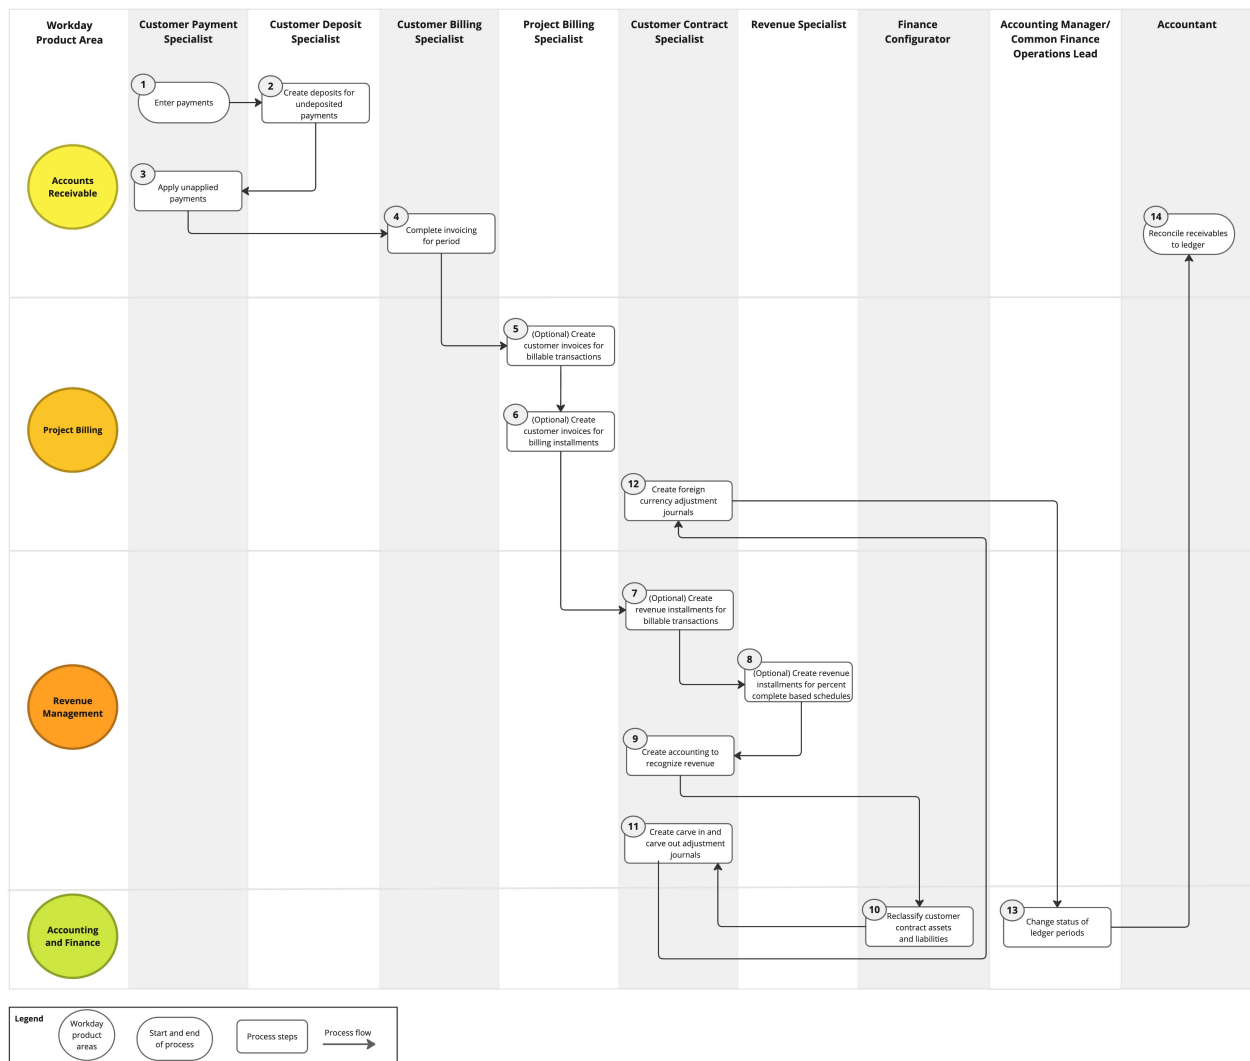 Workday
Product Area
Customer Payment
Specialist
Customer Deposit
Specialist
Customer Billing
Specialist
Project Billing
Specialist
Customer Contract
Specialist
Revenue Specialist
Finance
Configurator
Accounting Manager/
Common Finance
Operations Lead
Accountant
1
Enter payments
2
Create deposits for
undeposited
payments
Accounts
Receivable
3
Apply unapplied
payments
4
Complete invoicing
for period
14
Reconcile receivables
to ledger
Project Billing
5
(Optional) Create
customer invoices for
billable transactions
6
(Optional) Create
customer invoices for
billing installments
12
Create foreign
currency adjustment
journals
Revenue
Management
7
(Optional) Create
revenue installments for
billable transactions
8
(Optional) Create revenue
installments for percent
complete based schedules
9
Create accounting to
recognize revenue
11
Create carve in and
carve out adjustment
journals
Accounting
and Finance
10
Reclassify customer
contract assets
and liabilities
13
Change status of
ledger periods
Legend
Workday
product
areas
Start and end
of process
Process steps
Process flow